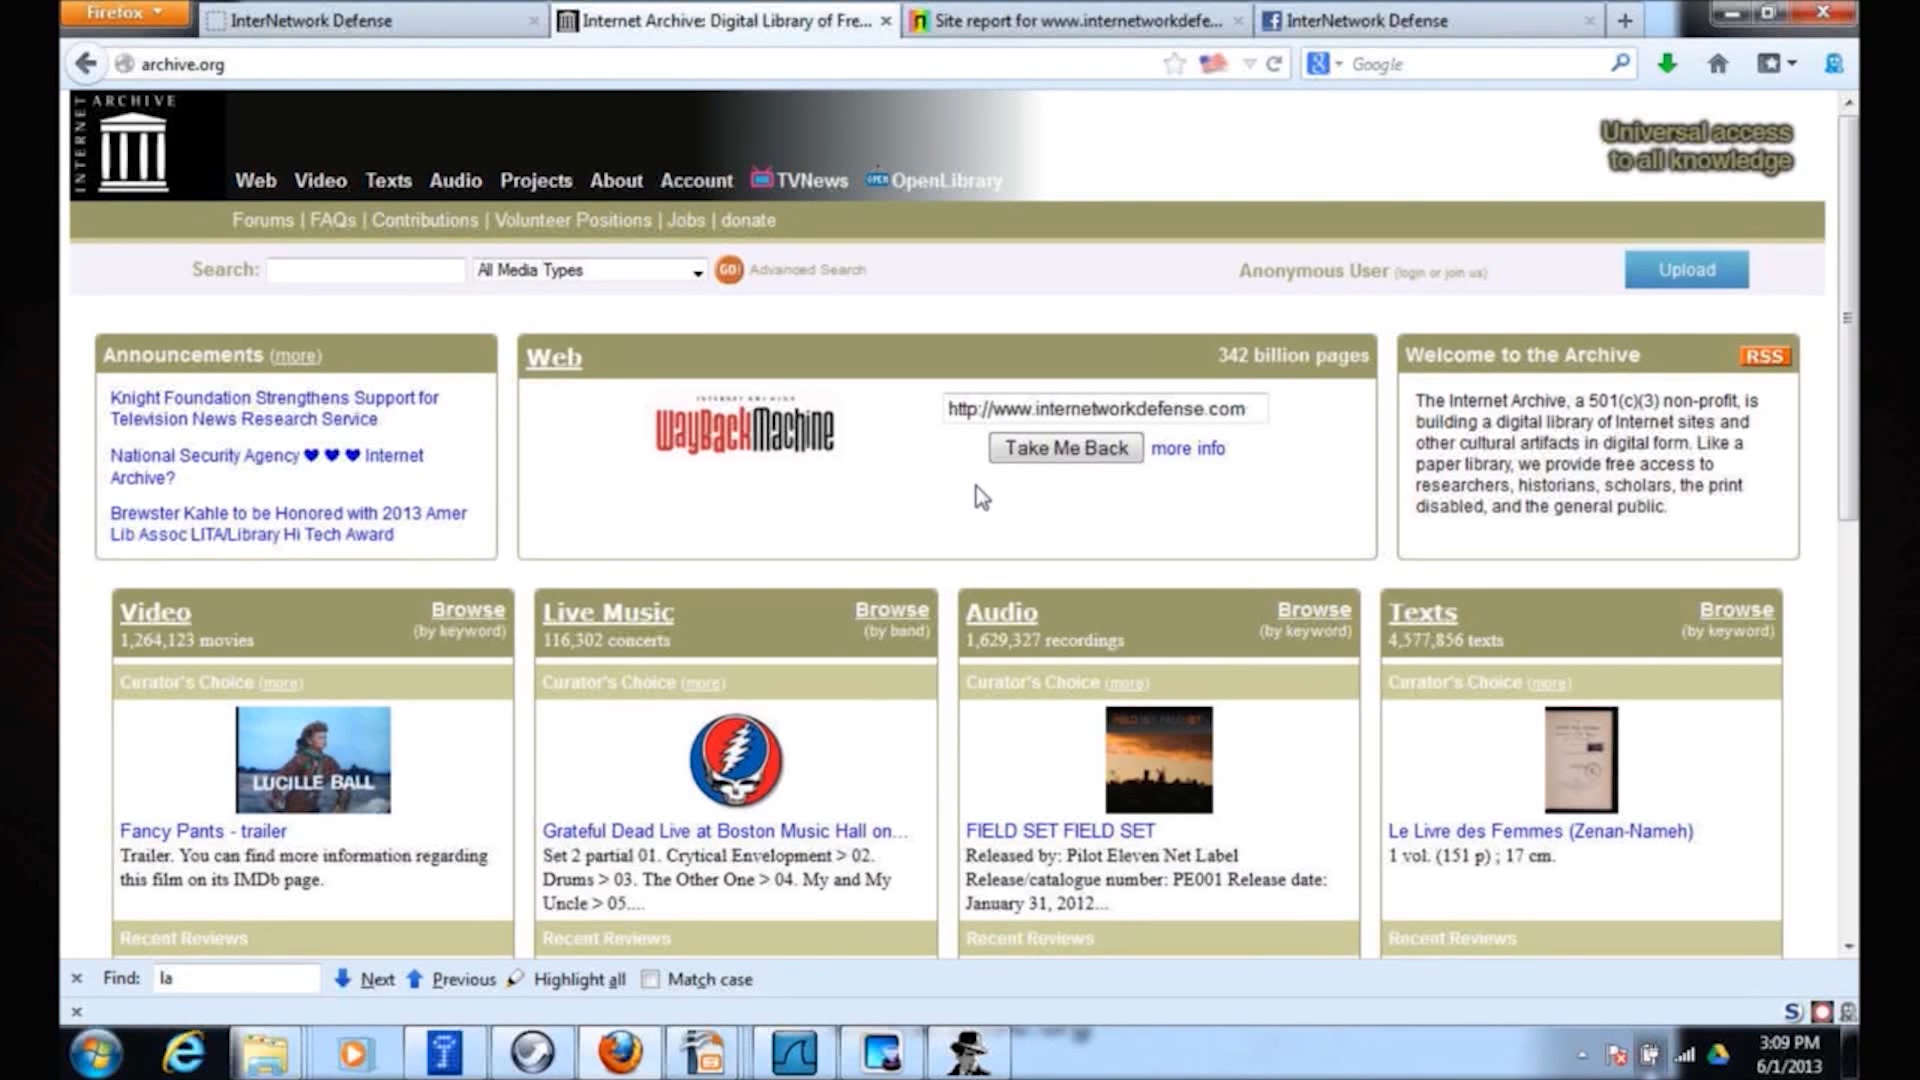 Firefox
InterNetwork Defense
Internet Archive: Digital Library of Fre...
Site report for www.internetworkdefe...
InterNetwork Defense
archive.org
Google
INTERNET ARCHIVE
Universal access
to all knowledge
Web Video Texts Audio Projects About Account TVNews OPEN OpenLibrary
Forums | FAQs | Contributions | Volunteer Positions | Jobs | donate
Search: All Media Types GO! Advanced Search Anonymous User (login or join us) Upload
Announcements (more)
Knight Foundation Strengthens Support for
Television News Research Service
National Security Agency ♥ ♥ ♥ Internet
Archive?
Brewster Kahle to be Honored with 2013 Amer
Lib Assoc LITA/Library Hi Tech Award
Web 342 billion pages
INTERNET ARCHIVE
WayBackMachine
http://www.internetworkdefense.com
Take Me Back more info
Welcome to the Archive RSS
The Internet Archive, a 501(c)(3) non-profit, is
building a digital library of Internet sites and
other cultural artifacts in digital form. Like a
paper library, we provide free access to
researchers, historians, scholars, the print
disabled, and the general public.
Video Browse
1,264,123 movies (by keyword)
Curator's Choice (more)
LUCILLE BALL
Fancy Pants - trailer
Trailer. You can find more information regarding
this film on its IMDb page.
Recent Reviews
Live Music Browse
116,302 concerts (by band)
Curator's Choice (more)
Grateful Dead Live at Boston Music Hall on...
Set 2 partial 01. Crytical Envelopment > 02.
Drums > 03. The Other One > 04. My and My
Uncle > 05....
Recent Reviews
Audio Browse
1,629,327 recordings (by keyword)
Curator's Choice (more)
FIELD SET FIELD SET
FIELD SET FIELD SET
Released by: Pilot Eleven Net Label
Release/catalogue number: PE001 Release date:
January 31, 2012...
Recent Reviews
Texts Browse
4,577,856 texts (by keyword)
Curator's Choice (more)
Le Livre des Femmes (Zenan-Nameh)
1 vol. (151 p) ; 17 cm.
Recent Reviews
Find: la Next Previous Highlight all Match case
3:09 PM
6/1/2013